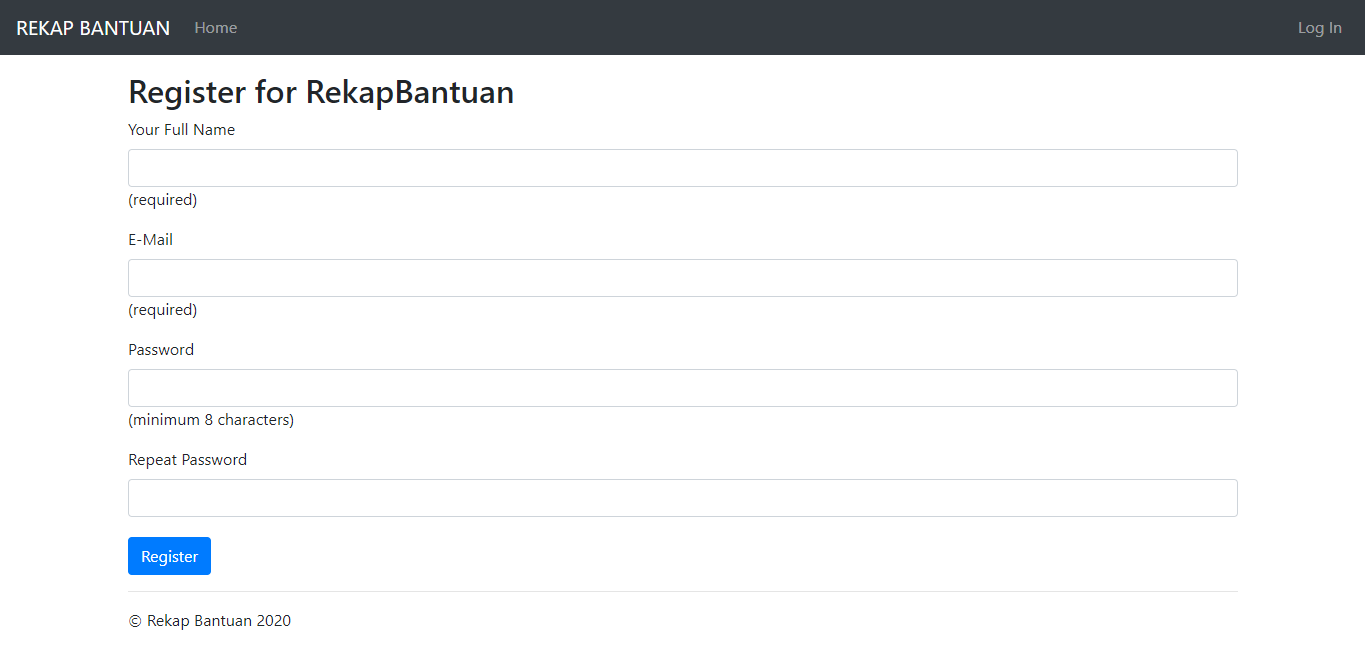 REKAP BANTUAN Home Log In
Register for RekapBantuan
Your Full Name
(required)
E-Mail
(required)
Password
(minimum 8 characters)
Repeat Password
Register
© Rekap Bantuan 2020